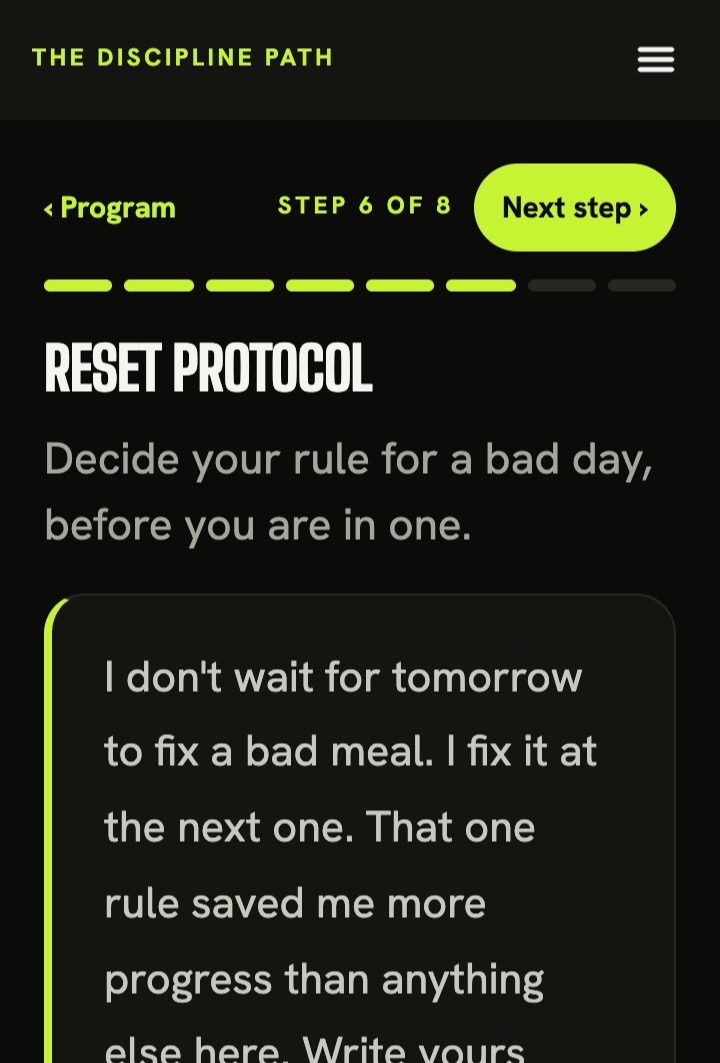 THE DISCIPLINE PATH
‹ Program
STEP 6 OF 8
Next step ›
RESET PROTOCOL
Decide your rule for a bad day,
before you are in one.
I don't wait for tomorrow
to fix a bad meal. I fix it at
the next one. That one
rule saved me more
progress than anything
else here. Write yours